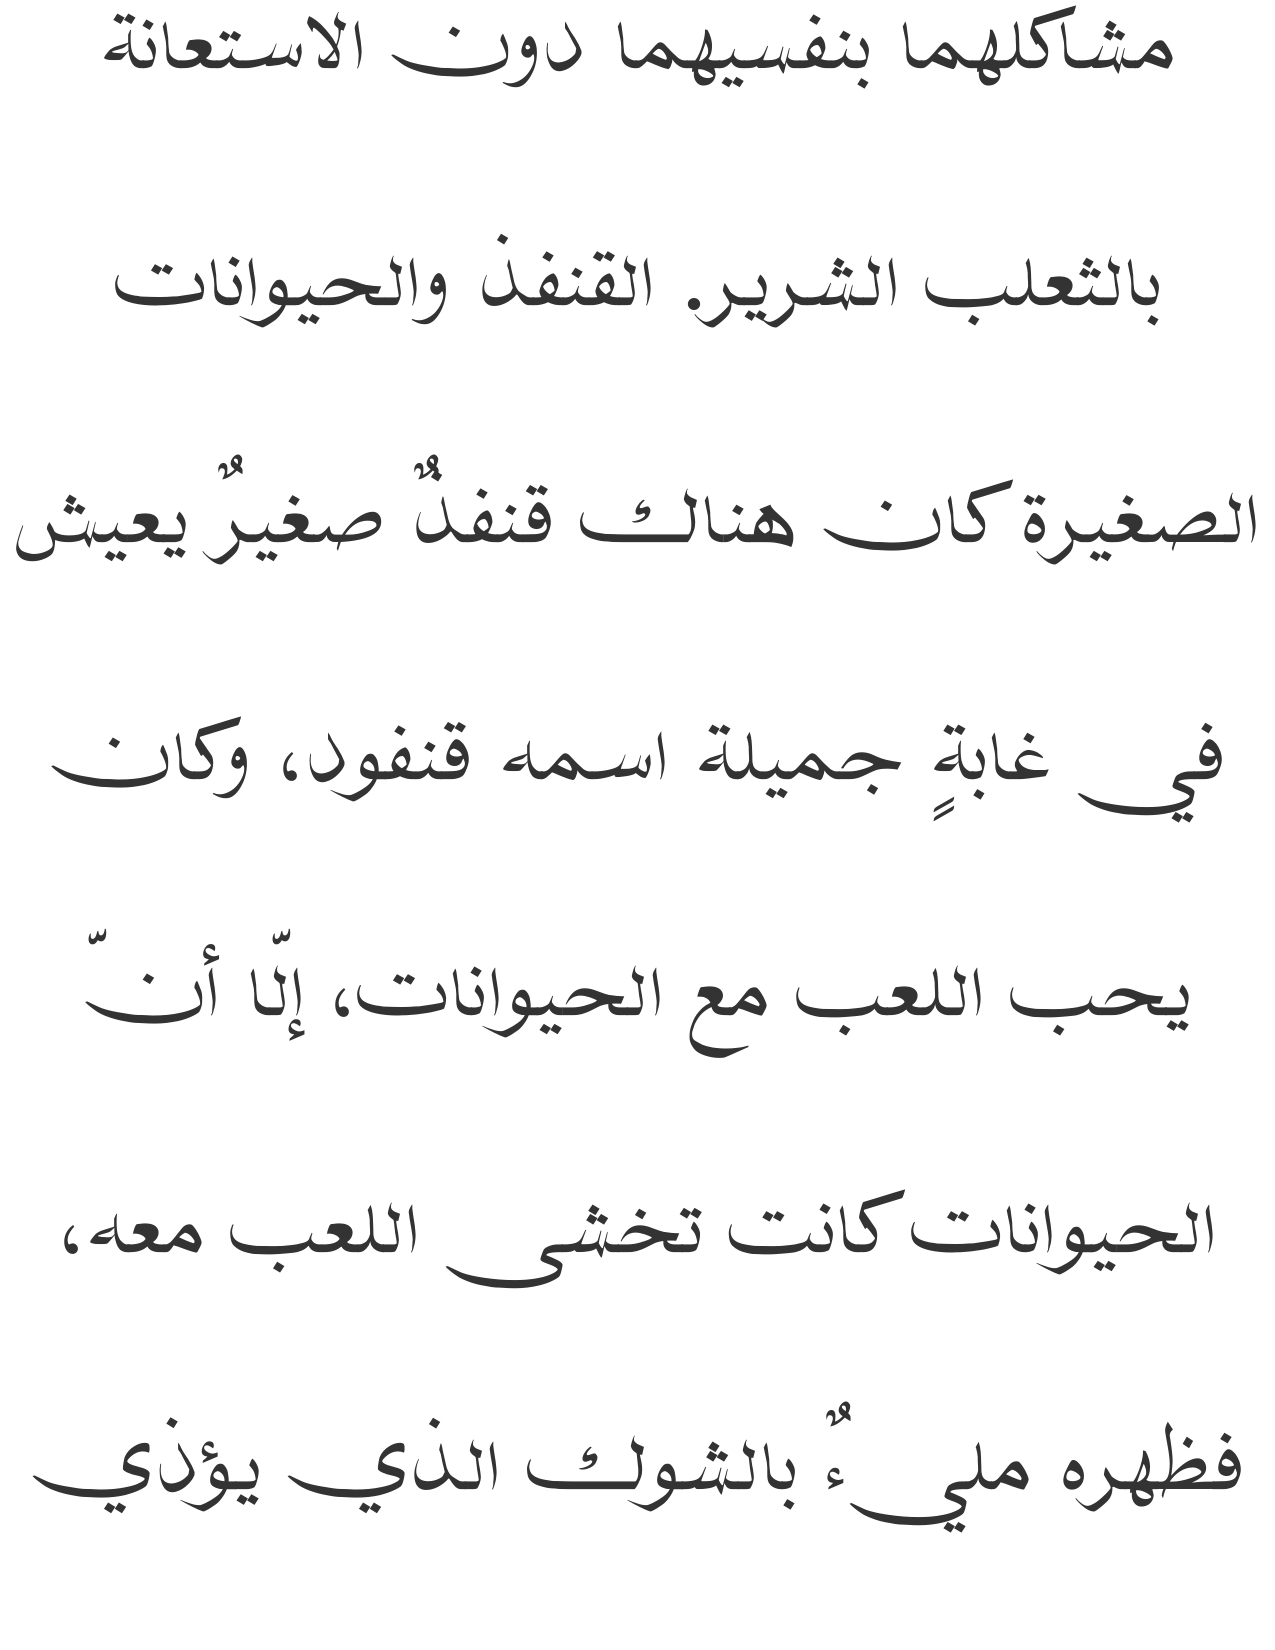 مشاكلهما بنفسيهما دون الاستعانة
بالثعلب الشرير. القنفذ والحيوانات
الصغيرة كان هناك قنفذٌ صغيرٌ يعيش
في غابةٍ جميلة اسمه قنفود، وكان
يحب اللعب مع الحيوانات، إلّا أنّ
الحيوانات كانت تخشى اللعب معه،
فظهره مليءٌ بالشوك الذي يؤذي